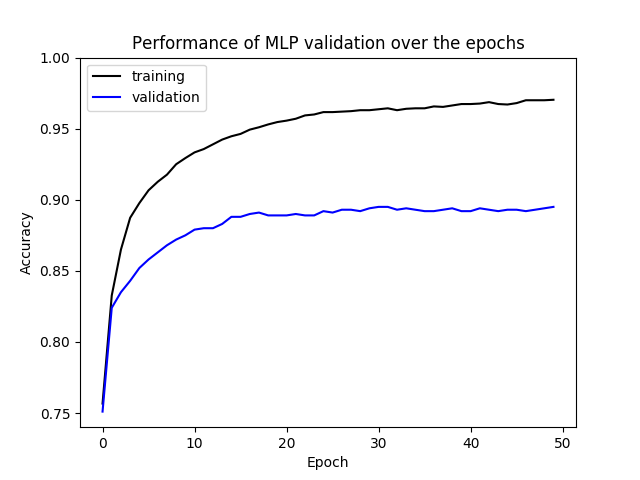 Performance of MLP validation over the epochs
1.00
training
validation
0.95
0.90
Accuracy
0.85
0.80
0.75
0 10 20 30 40 50
Epoch